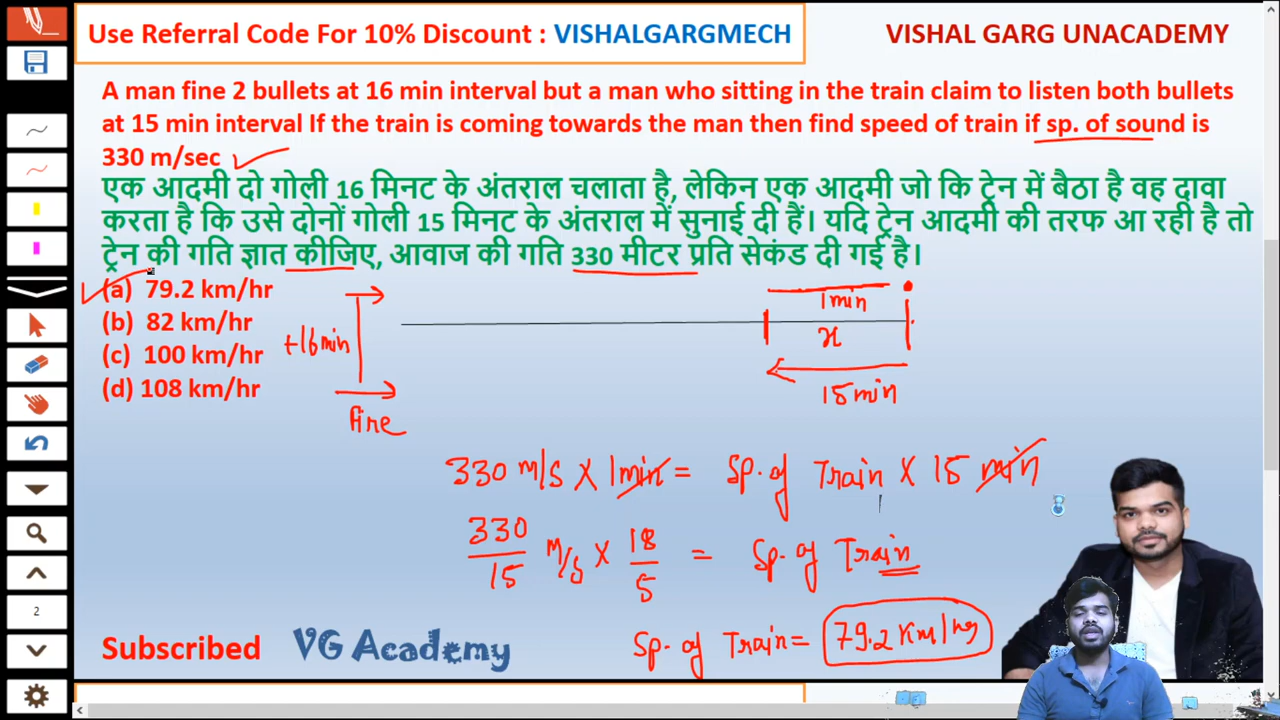 Use Referral Code For 10% Discount : VISHALGARGMECH
VISHAL GARG UNACADEMY
A man fine 2 bullets at 16 min interval but a man who sitting in the train claim to listen both bullets
at 15 min interval If the train is coming towards the man then find speed of train if sp. of sound is
330 m/sec
एक आदमी दो गोली 16 मिनट के अंतराल चलाता है, लेकिन एक आदमी जो कि ट्रेन में बैठा है वह दावा
करता है कि उसे दोनों गोली 15 मिनट के अंतराल में सुनाई दी हैं। यदि ट्रेन आदमी की तरफ आ रही है तो
ट्रेन की गति ज्ञात कीजिए, आवाज की गति 330 मीटर प्रति सेकंड दी गई है।
(a) 79.2 km/hr
(b) 82 km/hr
(c) 100 km/hr
(d) 108 km/hr
+16min
Fire
1min
x
15min
330 M/S X 1min = Sp. of Train X 15 min
330/15 M/S X 18/5 = Sp. of Train
Sp. of Train = 79.2 Km/hr
Subscribed
VG Academy
2